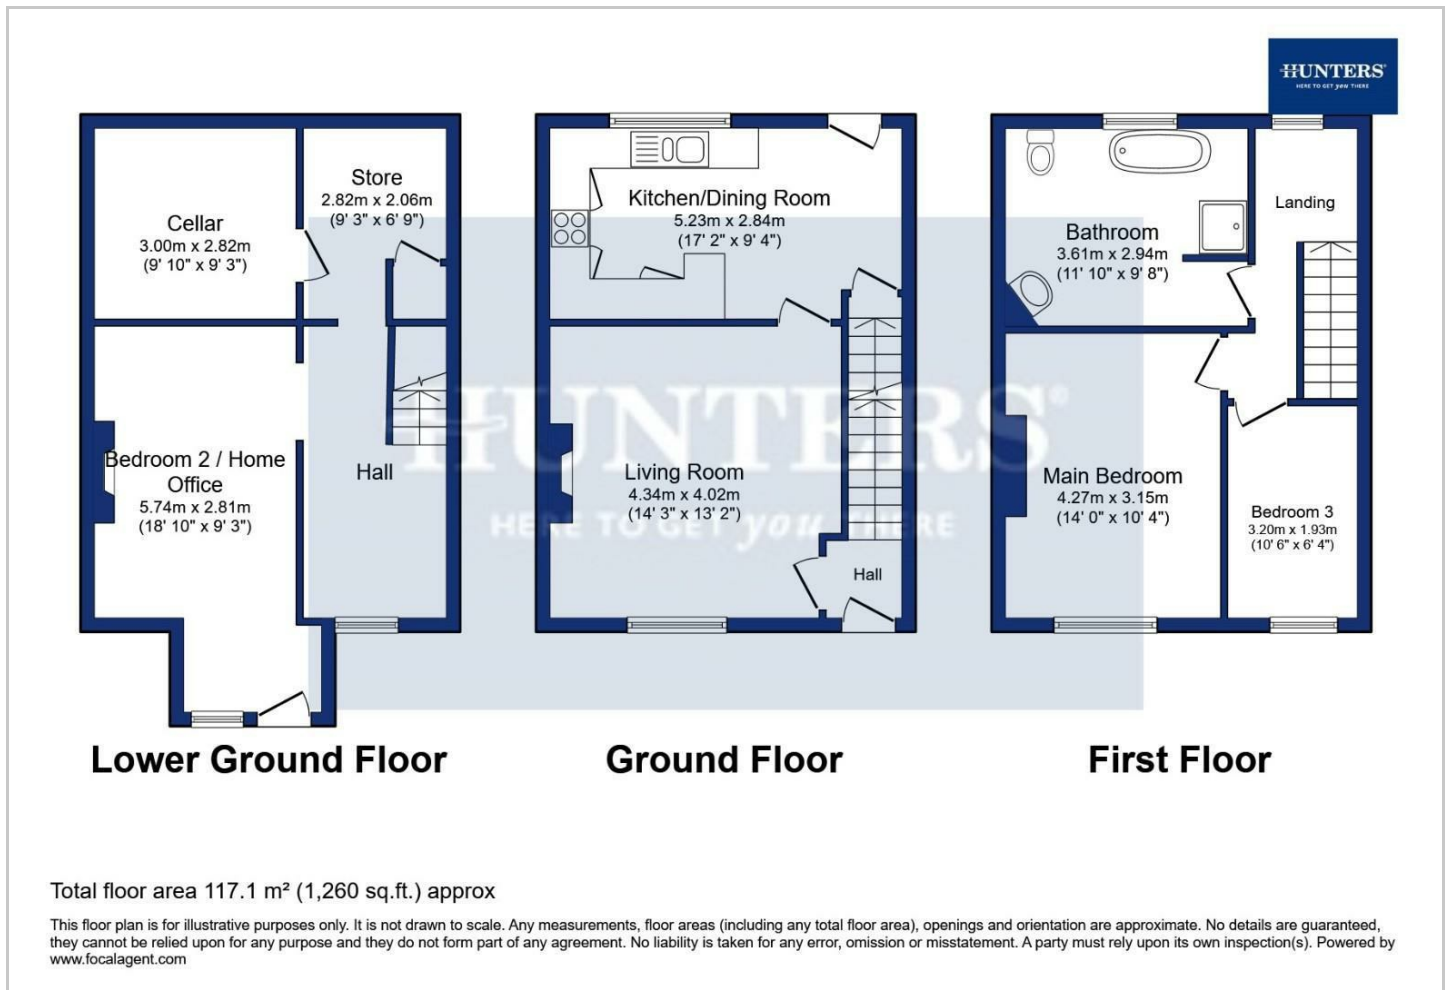 HUNTERS
HERE TO GET you THERE
Cellar
3.00m x 2.82m
(9' 10" x 9' 3")
Store
2.82m x 2.06m
(9' 3" x 6' 9")
Bedroom 2 / Home
Office
5.74m x 2.81m
(18' 10" x 9' 3")
Hall
Kitchen/Dining Room
5.23m x 2.84m
(17' 2" x 9' 4")
Living Room
4.34m x 4.02m
(14' 3" x 13' 2")
Hall
Bathroom
3.61m x 2.94m
(11' 10" x 9' 8")
Landing
Main Bedroom
4.27m x 3.15m
(14' 0" x 10' 4")
Bedroom 3
3.20m x 1.93m
(10' 6" x 6' 4")
HUNTERS®
HERE TO GET you THERE
Lower Ground Floor
Ground Floor
First Floor
Total floor area 117.1 m² (1,260 sq.ft.) approx
This floor plan is for illustrative purposes only. It is not drawn to scale. Any measurements, floor areas (including any total floor area), openings and orientation are approximate. No details are guaranteed,
they cannot be relied upon for any purpose and they do not form part of any agreement. No liability is taken for any error, omission or misstatement. A party must rely upon its own inspection(s). Powered by
www.focalagent.com